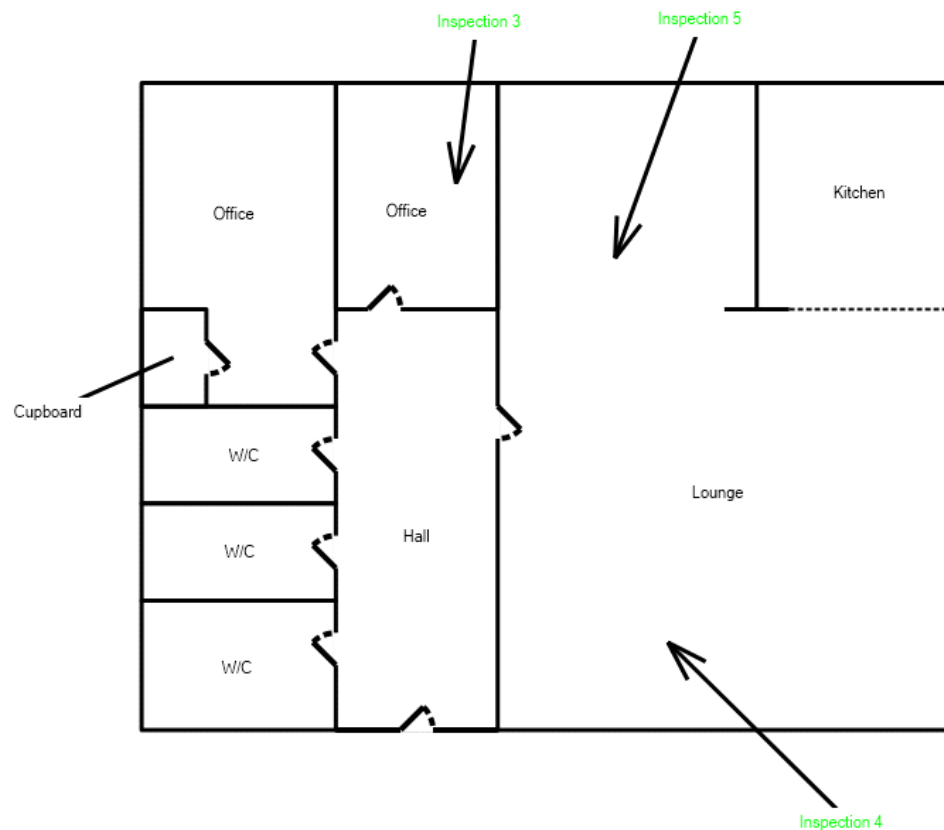 Inspection 3
Inspection 5
Kitchen
Office
Office
Cupboard
W/C
Lounge
Hall
W/C
W/C
Inspection 4